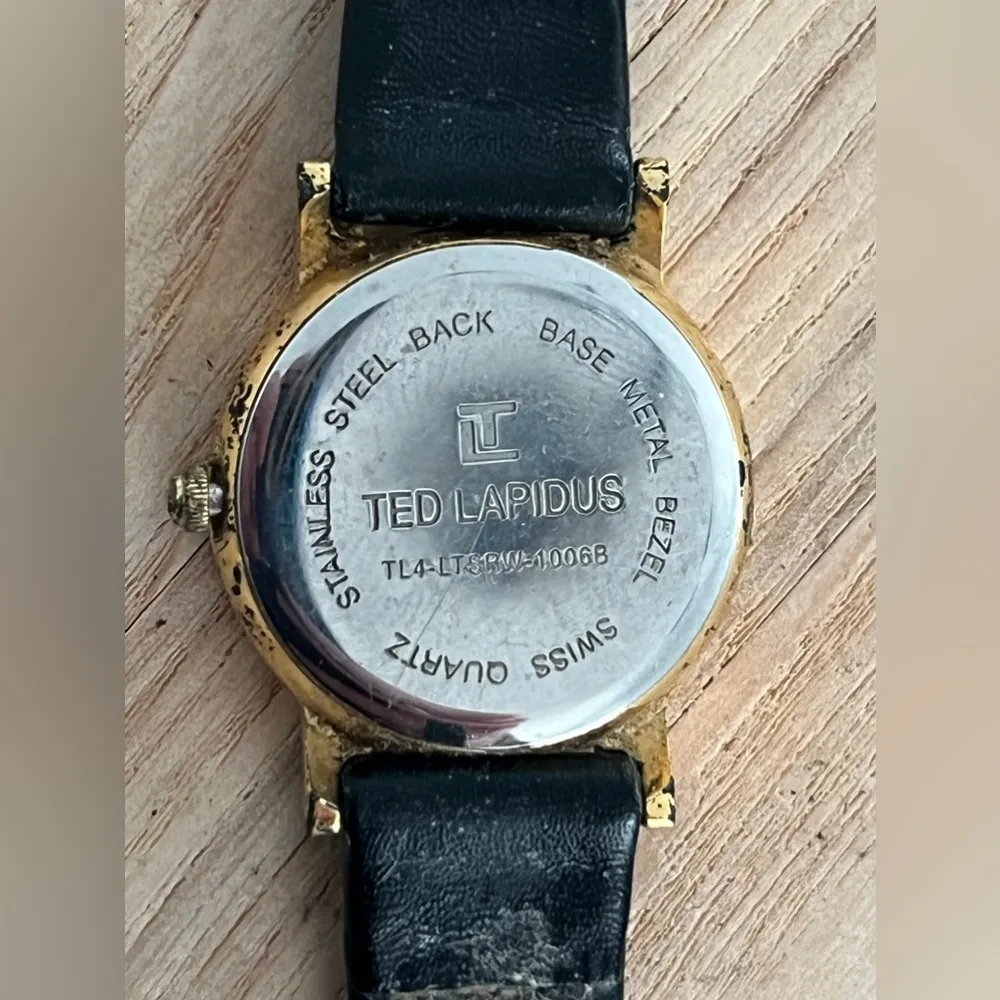 STAINLESS STEEL BACK
BASE METAL BEZEL
TL
TED LAPIDUS
TL4-LTSRW-1006B
SWISS QUARTZ